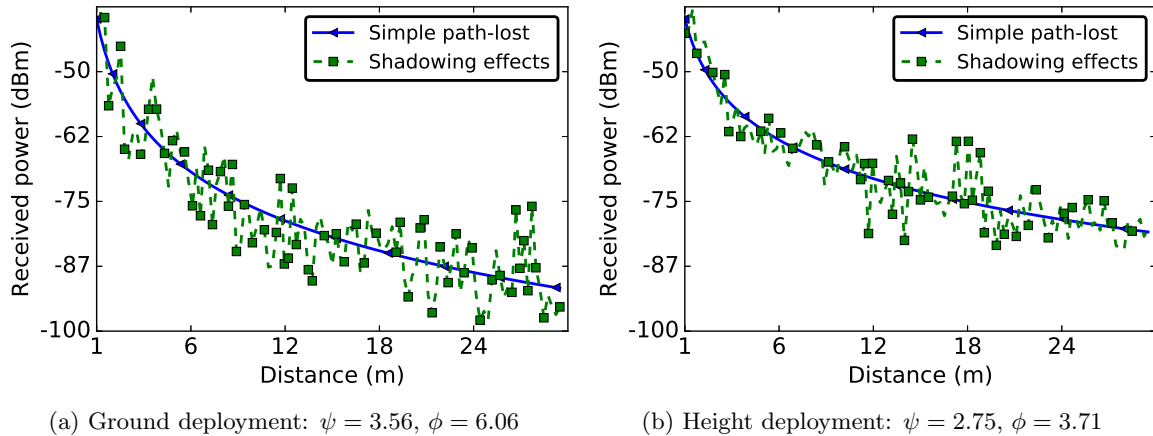 Simple path-lost
Shadowing effects
Received power (dBm)
-50
-62
-75
-87
-100
1
6
12
18
24
Distance (m)
(a) Ground deployment: ψ = 3.56, ϕ = 6.06
Simple path-lost
Shadowing effects
Received power (dBm)
-50
-62
-75
-87
-100
1
6
12
18
24
Distance (m)
(b) Height deployment: ψ = 2.75, ϕ = 3.71